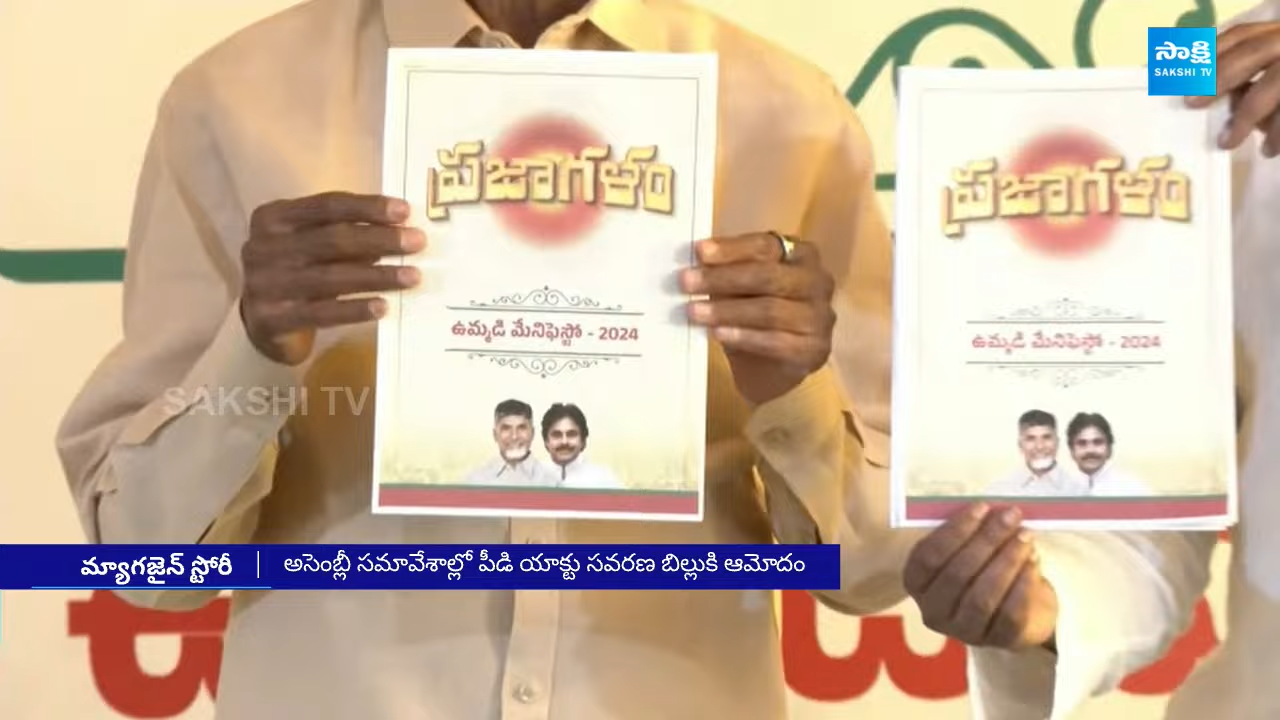 సాక్షి
SAKSHI TV
ప్రజాగళం
ఉమ్మడి మేనిఫెస్టో - 2024
ప్రజాగళం
ఉమ్మడి మేనిఫెస్టో - 2024
SAKSHI TV
మ్యాగజైన్ స్టోరీ | అసెంబ్లీ సమావేశాల్లో పీడి యాక్టు సవరణ బిల్లుకి ఆమోదం